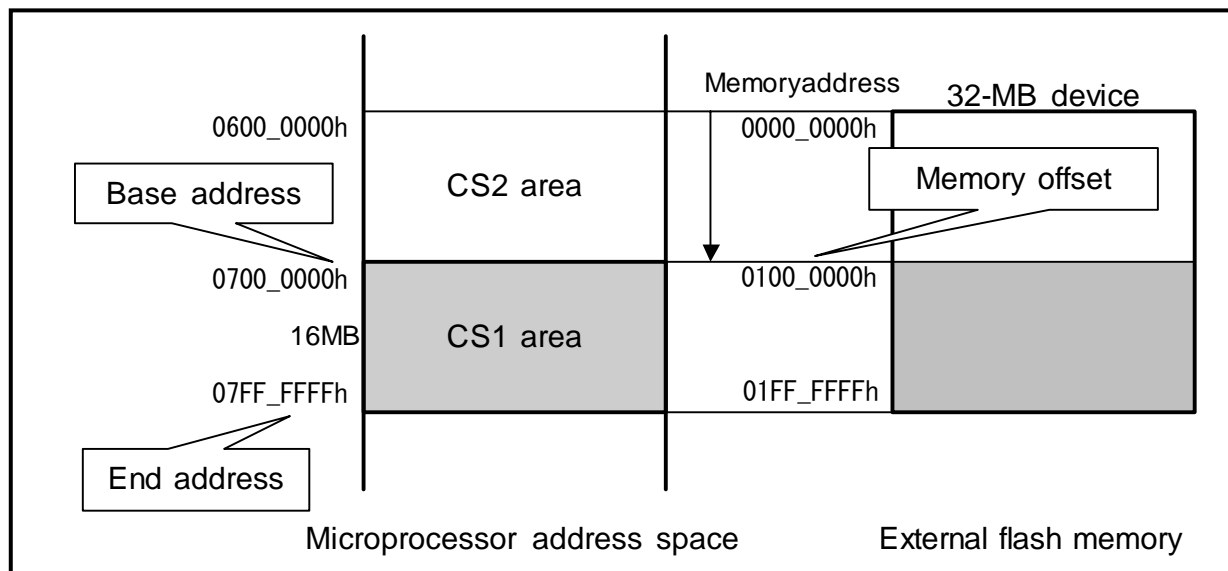 Memoryaddress
32-MB device
0600_0000h
0000_0000h
Base address
CS2 area
Memory offset
0700_0000h
0100_0000h
16MB
CS1 area
07FF_FFFFh
01FF_FFFFh
End address
Microprocessor address space
External flash memory